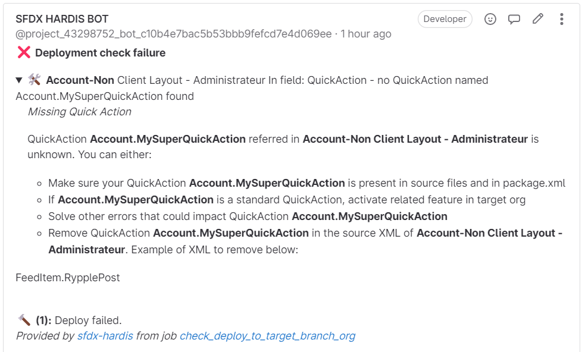 SFDX HARDIS BOT
Developer
@project_43298752_bot_c10b4e7bac5b53bbb9fefcd7e4d069ee · 1 hour ago
❌ Deployment check failure
▼ 🛠️ Account-Non Client Layout - Administrateur In field: QuickAction - no QuickAction named
Account.MySuperQuickAction found
Missing Quick Action
QuickAction Account.MySuperQuickAction referred in Account-Non Client Layout - Administrateur is
unknown. You can either:
○ Make sure your QuickAction Account.MySuperQuickAction is present in source files and in package.xml
○ If Account.MySuperQuickAction is a standard QuickAction, activate related feature in target org
○ Solve other errors that could impact QuickAction Account.MySuperQuickAction
○ Remove QuickAction Account.MySuperQuickAction in the source XML of Account-Non Client Layout -
Administrateur. Example of XML to remove below:
FeedItem.RypplePost
🔨 (1): Deploy failed.
Provided by sfdx-hardis from job check_deploy_to_target_branch_org